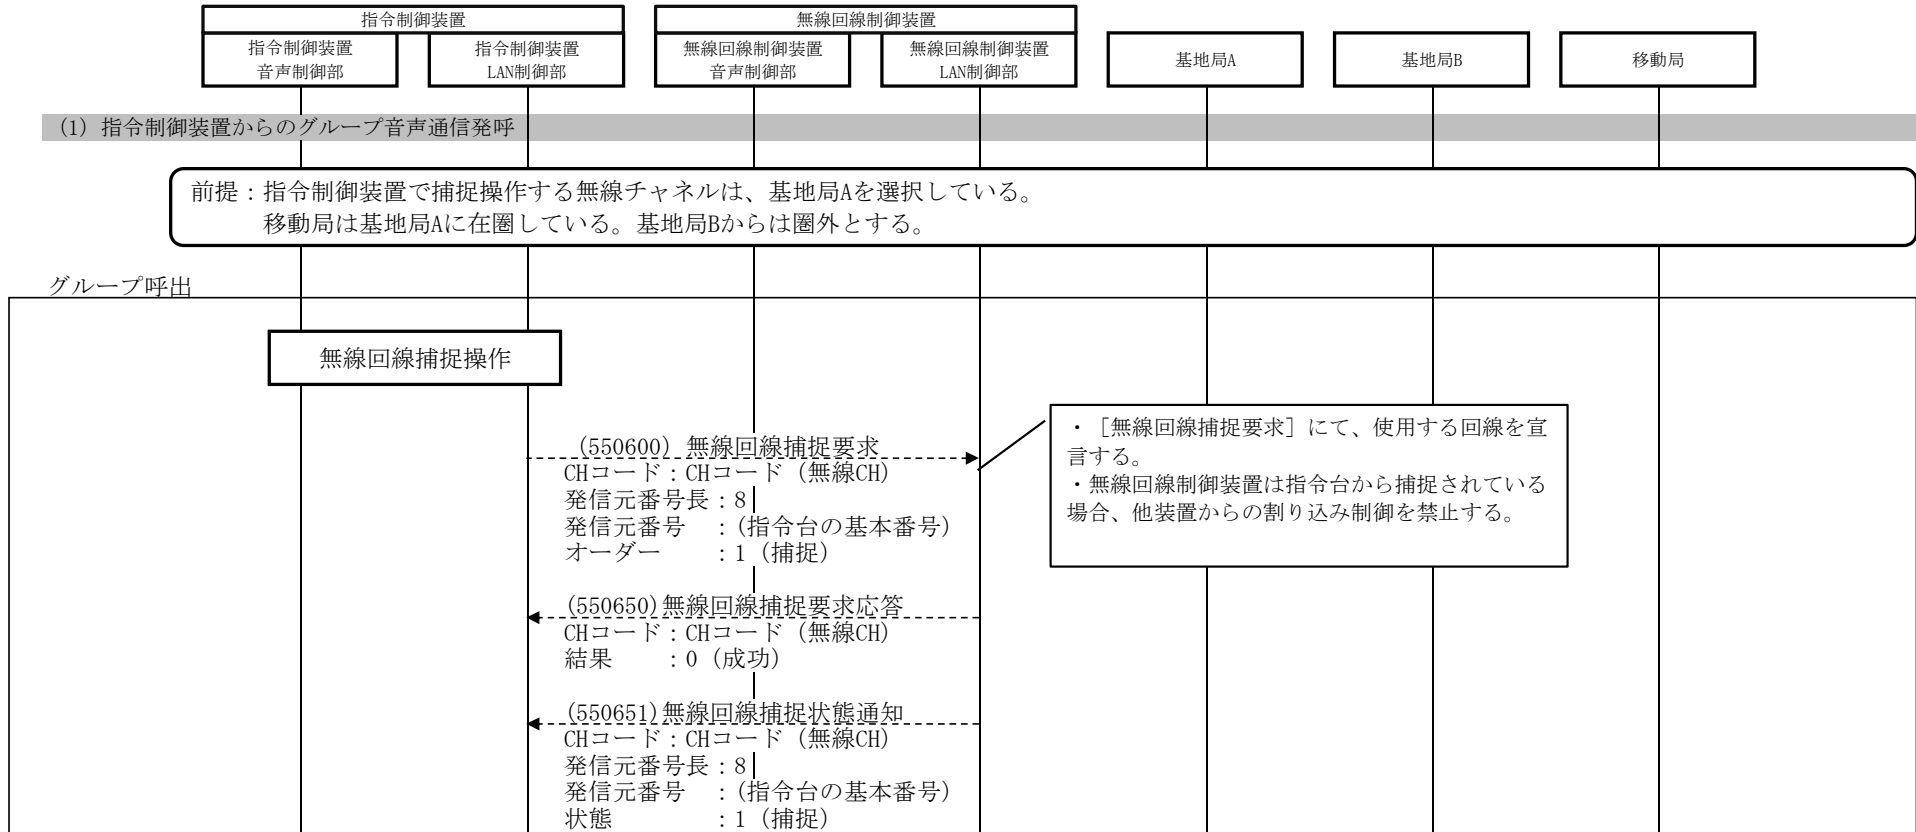 指令制御装置
無線回線制御装置
指令制御装置
音声制御部
指令制御装置
LAN制御部
無線回線制御装置
音声制御部
無線回線制御装置
LAN制御部
基地局A
基地局B
移動局
(1) 指令制御装置からのグループ音声通信発呼
前提：指令制御装置で捕捉操作する無線チャネルは、基地局Aを選択している。
移動局は基地局Aに在圏している。基地局Bからは圏外とする。
グループ呼出
無線回線捕捉操作
(550600) 無線回線捕捉要求
CHコード：CHコード（無線CH）
発信元番号長：8
発信元番号　：(指令台の基本番号)
オーダー　　：1（捕捉）
・［無線回線捕捉要求］にて、使用する回線を宣
言する。
・無線回線制御装置は指令台から捕捉されている
場合、他装置からの割り込み制御を禁止する。
(550650)無線回線捕捉要求応答
CHコード：CHコード（無線CH）
結果　　：0（成功）
(550651)無線回線捕捉状態通知
CHコード：CHコード（無線CH）
発信元番号長：8
発信元番号　：(指令台の基本番号)
状態　　　　：1（捕捉）